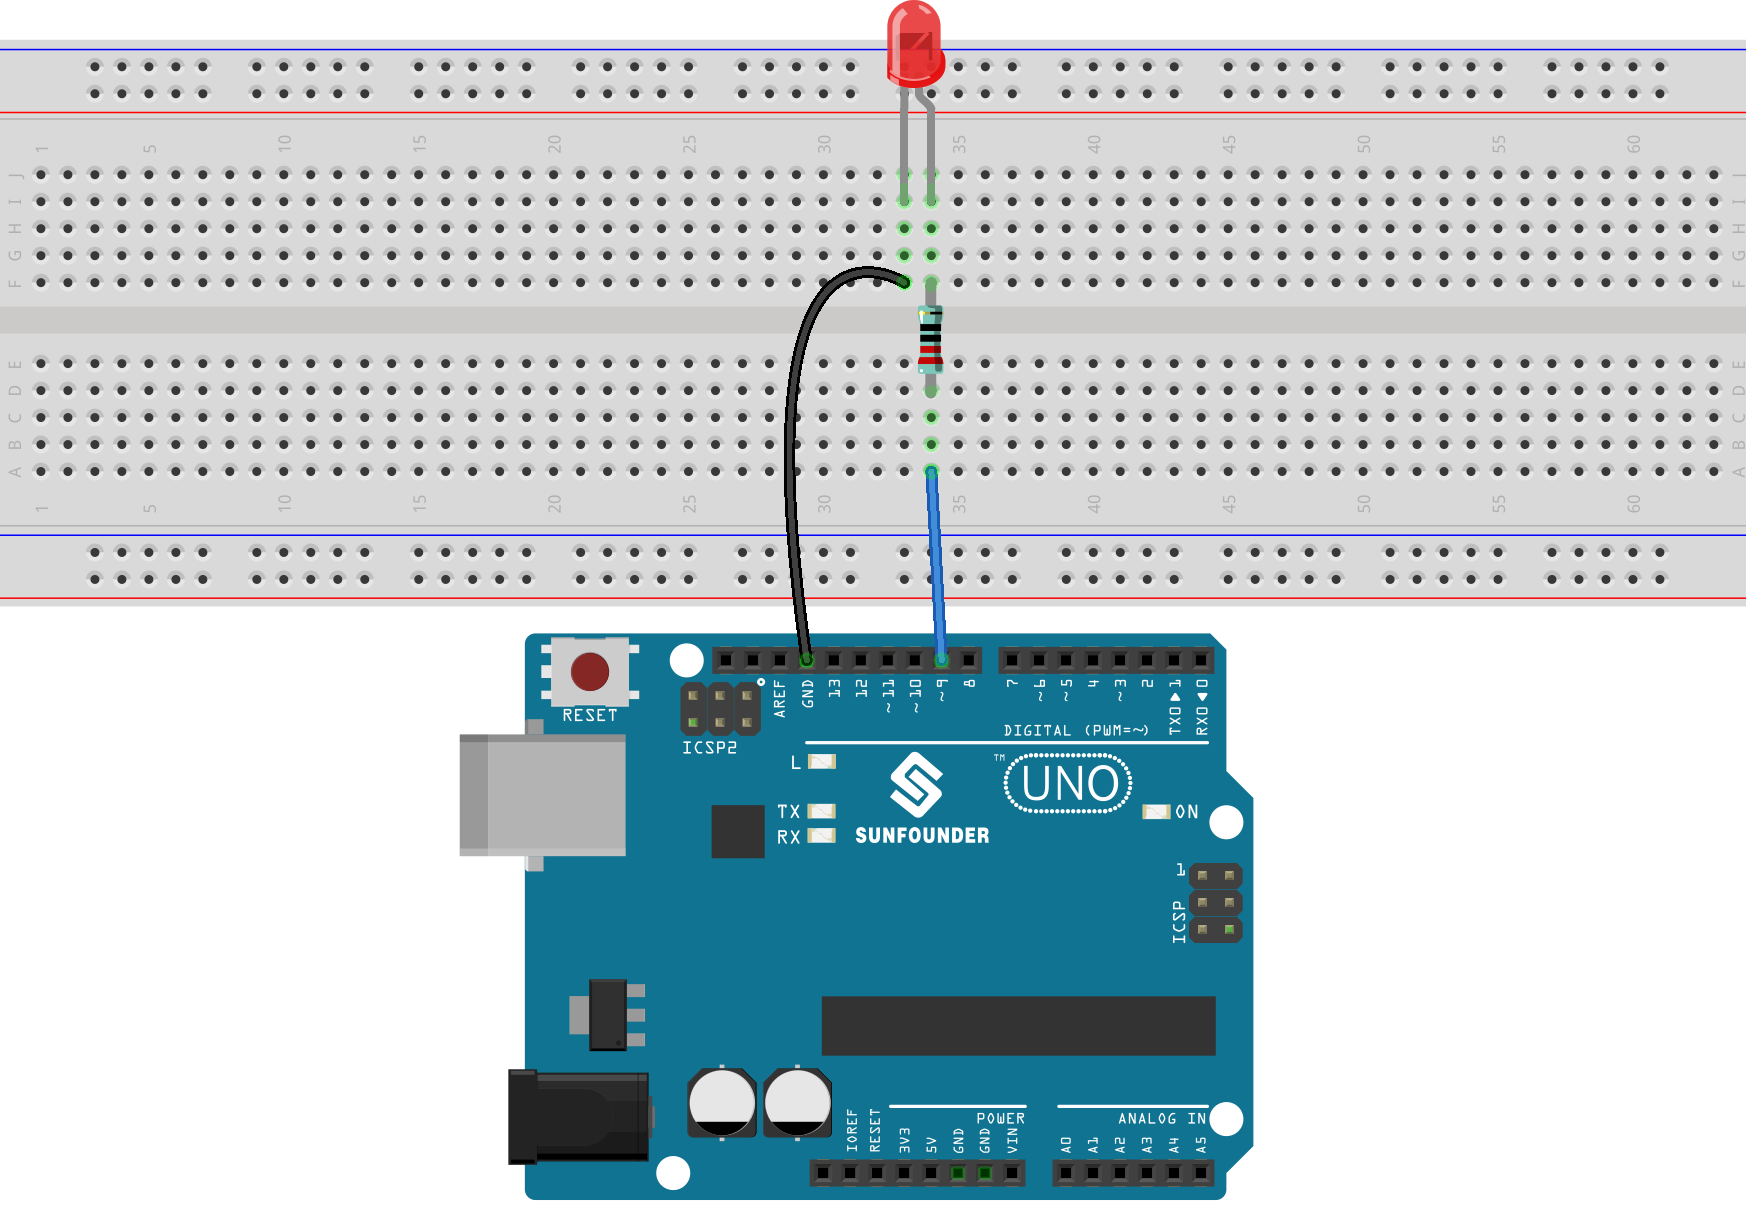 1 5 10 15 20 25 30 35 40 45 50 55 60
J J
I I
H H
G G
F F
E E
D D
C C
B B
A A
1 5 10 15 20 25 30 35 40 45 50 55 60
AREF GND 13 12 ~11 ~10 ~9 8 7 ~6 ~5 4 ~3 2 TX0▶1 RX0◀0
RESET
DIGITAL (PWM=~)
ICSP2
L
TM
UNO
TX
ON
RX
SUNFOUNDER
1
ICSP
POWER
ANALOG IN
IOREF RESET 3V3 5V GND GND VIN A0 A1 A2 A3 A4 A5